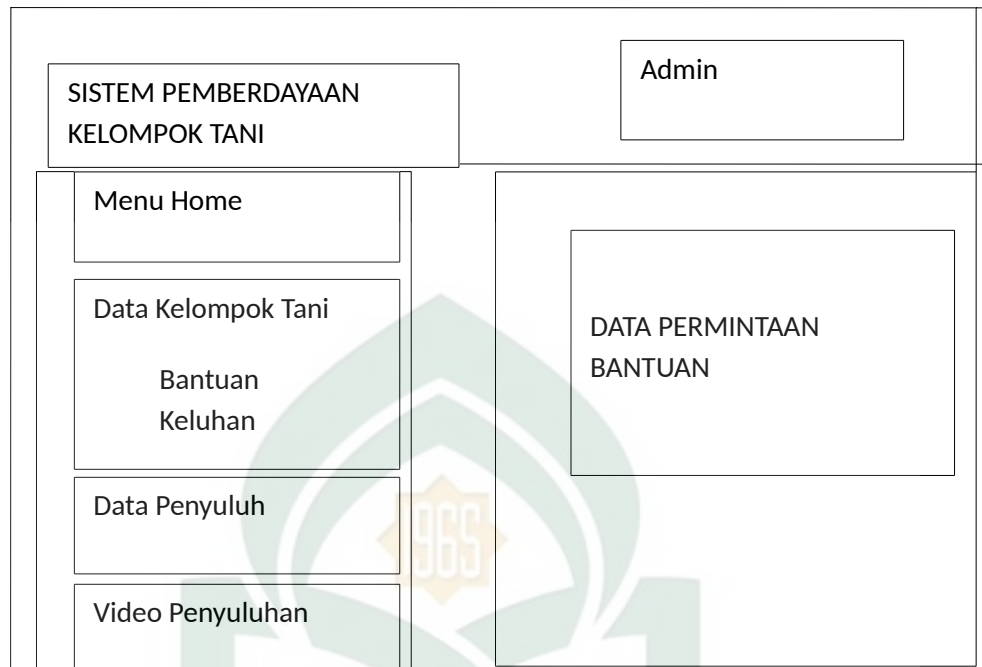 SISTEM PEMBERDAYAAN
KELOMPOK TANI
Admin
Menu Home
Data Kelompok Tani
Bantuan
Keluhan
Data Penyuluh
Video Penyuluhan
DATA PERMINTAAN
BANTUAN
1965